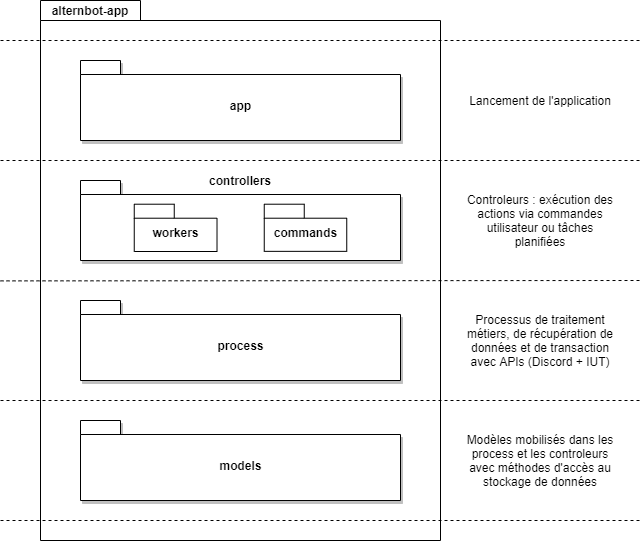 alternbot-app
app
Lancement de l'application
controllers
workers
commands
Controleurs : exécution des
actions via commandes
utilisateur ou tâches
planifiées
process
Processus de traitement
métiers, de récupération de
données et de transaction
avec APIs (Discord + IUT)
models
Modèles mobilisés dans les
process et les controleurs
avec méthodes d'accès au
stockage de données